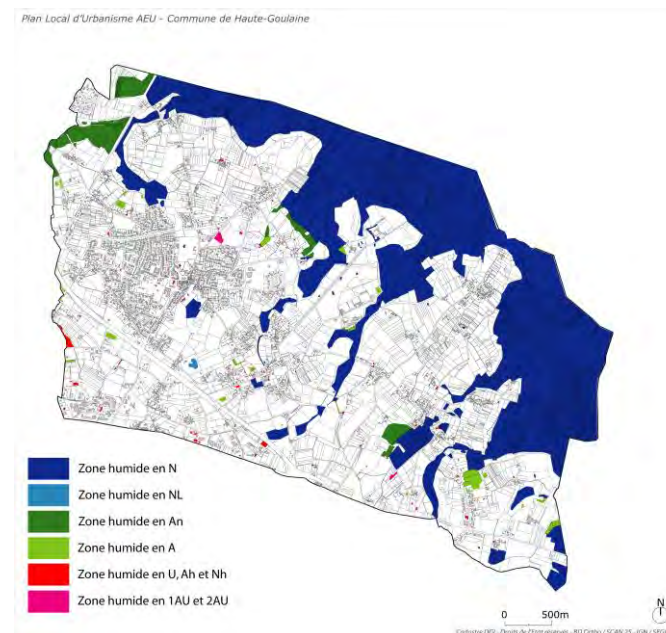 Plan Local d'Urbanisme AEU - Commune de Haute-Goulaine
Zone humide en N
Zone humide en NL
Zone humide en An
Zone humide en A
Zone humide en U, Ah et Nh
Zone humide en 1AU et 2AU
N
0 500m